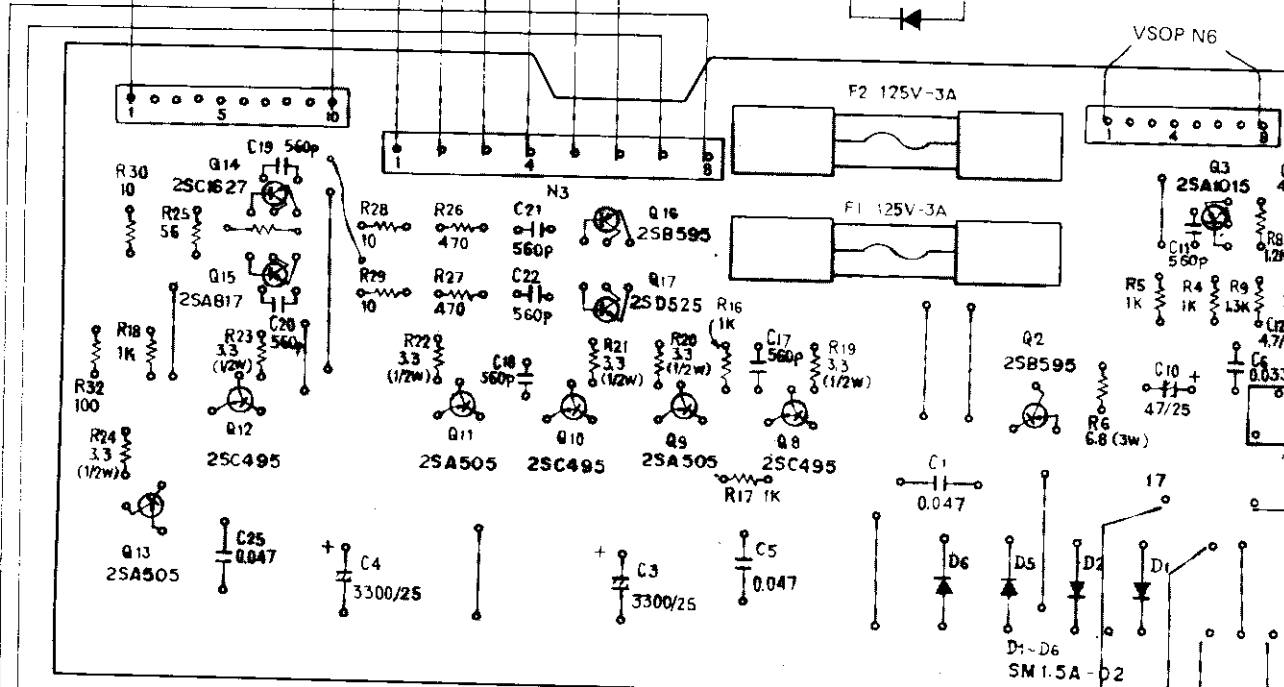 VSOP N6
F2 125V-3A
1 5 10
1 4 8
N3
1 4 8
C19 560p
Q14
2SC1627
R30
10
R25
56
Q15
2SA817
C20
560p
R28
10
R26
470
C21
560p
Q16
2SB595
R29
10
R27
470
C22
560p
Q17
2SD525
F1 125V-3A
Q3
2SA1015
C11
560p
R5
1K
R4
1K
R9
1.3K
R32
100
R18
1K
R23
3.3
(1/2W)
R22
3.3
(1/2W)
C18
560p
R21
3.3
(1/2W)
R20
3.3
(1/2W)
R16
1K
C17
560p
R19
3.3
(1/2W)
Q2
2SB595
C10
+
47/25
C6
0.033
R6
6.8 (3W)
Q12
2SC495
Q11
2SA505
Q10
2SC495
Q9
2SA505
Q8
2SC495
R24
3.3
(1/2W)
R17 1K
C1
0.047
17
Q13
2SA505
C25
0.047
+
C4
3300/25
+
C3
3300/25
C5
0.047
D6
D5
D2
D1
D1~D6
SM1.5A-02